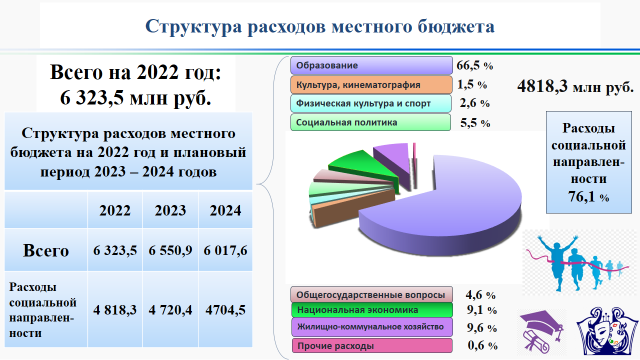 Структура расходов местного бюджета
Всего на 2022 год:
6 323,5 млн руб.
Структура расходов местного
бюджета на 2022 год и плановый
период 2023 – 2024 годов
2022 2023 2024
Всего 6 323,5 6 550,9 6 017,6
Расходы
социальной
направлен-
ности
4 818,3 4 720,4 4704,5
Образование 66,5 %
Культура, кинематография 1,5 %
Физическая культура и спорт 2,6 %
Социальная политика 5,5 %
4818,3 млн руб.
Расходы
социальной
направлен-
ности
76,1 %
Общегосударственные вопросы 4,6 %
Национальная экономика 9,1 %
Жилищно-коммунальное хозяйство 9,6 %
Прочие расходы 0,6 %